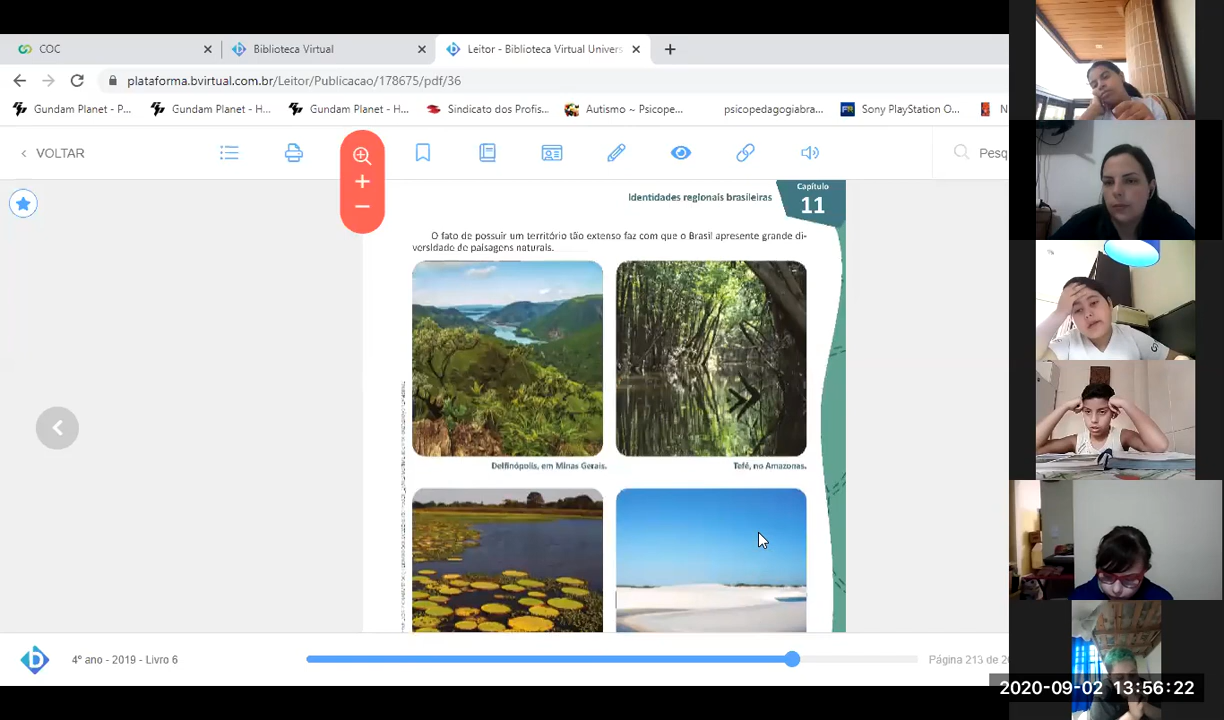 COC
Biblioteca Virtual
Leitor - Biblioteca Virtual Univers
plataforma.bvirtual.com.br/Leitor/Publicacao/178675/pdf/36
Gundam Planet - P...
Gundam Planet - H...
Gundam Planet - H...
Sindicato dos Profis...
Autismo ~ Psicope...
psicopedagogiabra...
Sony PlayStation O...
N
VOLTAR
Pesq
Identidades regionais brasileiras
Capítulo
11
O fato de possuir um território tão extenso faz com que o Brasil apresente grande di-
versidade de paisagens naturais.
Delfinópolis, em Minas Gerais.
Tefé, no Amazonas.
4º ano - 2019 - Livro 6
Página 213 de
2020-09-02 13:56:22